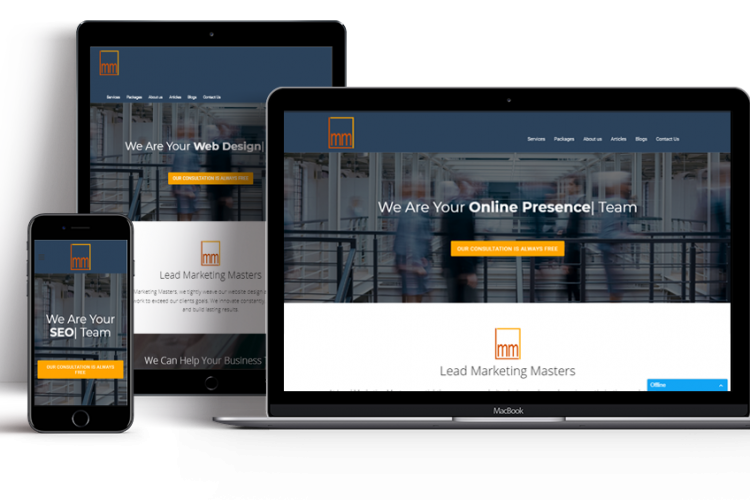 mm
Services Packages About us Articles Blogs Contact Us
We Are Your Web Design|
OUR CONSULTATION IS ALWAYS FREE
mm
Lead Marketing Masters
Marketing Masters, we tightly weave our website design
work to exceed our clients goals. We innovate constantly,
and build lasting results
We Can Help Your Business
mm
We Are Your
SEO| Team
OUR CONSULTATION IS ALWAYS
FREE
mm
Services Packages About us Articles Blogs Contact Us
We Are Your Online Presence| Team
OUR CONSULTATION IS ALWAYS FREE
mm
Lead Marketing Masters
Offline
MacBook